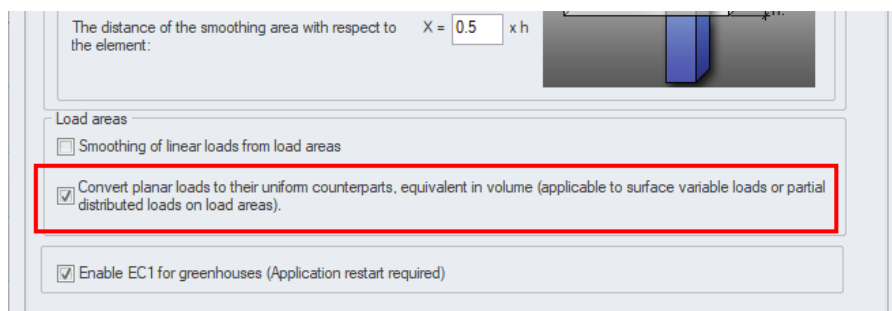 The distance of the smoothing area with respect to X = 0.5 x h
the element:
Load areas
Smoothing of linear loads from load areas
Convert planar loads to their uniform counterparts, equivalent in volume (applicable to surface variable loads or partial
distributed loads on load areas).
Enable EC1 for greenhouses (Application restart required)